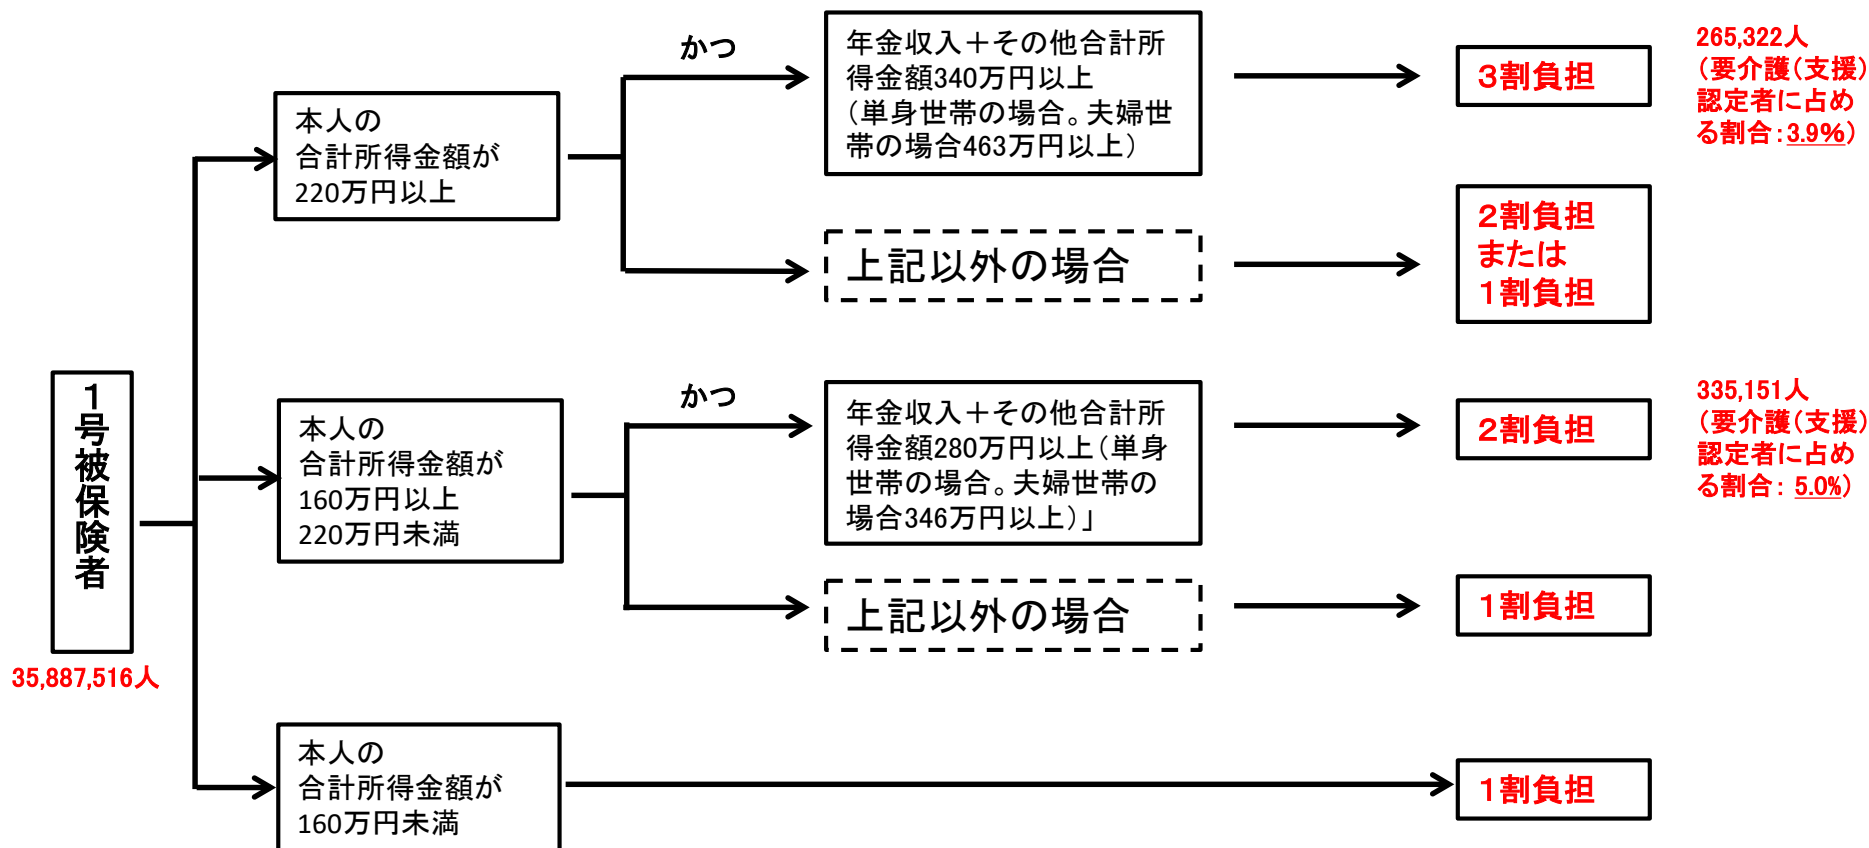 1号被保険者
35,887,516人
本人の
合計所得金額が
220万円以上
かつ
年金収入+その他合計所
得金額340万円以上
(単身世帯の場合。夫婦世
帯の場合463万円以上)
3割負担
265,322人
(要介護(支援)
認定者に占め
る割合:3.9%)
上記以外の場合
2割負担
または
1割負担
本人の
合計所得金額が
160万円以上
220万円未満
かつ
年金収入+その他合計所
得金額280万円以上(単身
世帯の場合。夫婦世帯の
場合346万円以上)」
2割負担
335,151人
(要介護(支援)
認定者に占め
る割合: 5.0%)
上記以外の場合
1割負担
本人の
合計所得金額が
160万円未満
1割負担